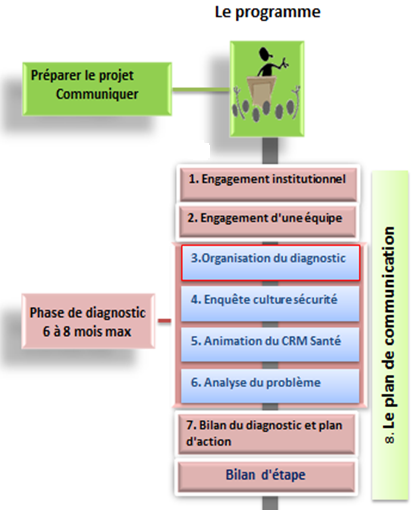 Le programme
Préparer le projet
Communiquer
1. Engagement institutionnel
2. Engagement d'une équipe
3.Organisation du diagnostic
4. Enquête culture sécurité
5. Animation du CRM Santé
6. Analyse du problème
Phase de diagnostic
6 à 8 mois max
7. Bilan du diagnostic et plan
d'action
Bilan d'étape
8. Le plan de communication